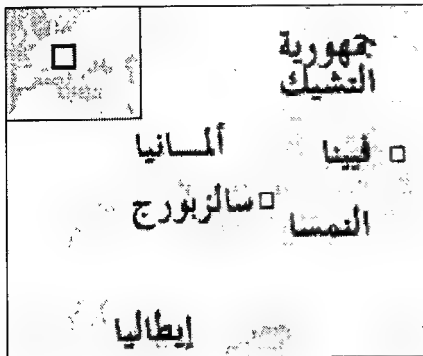 جمهورية
التشيك
ألمانيا
فيينا
سالزبورج
النمسا
إيطاليا